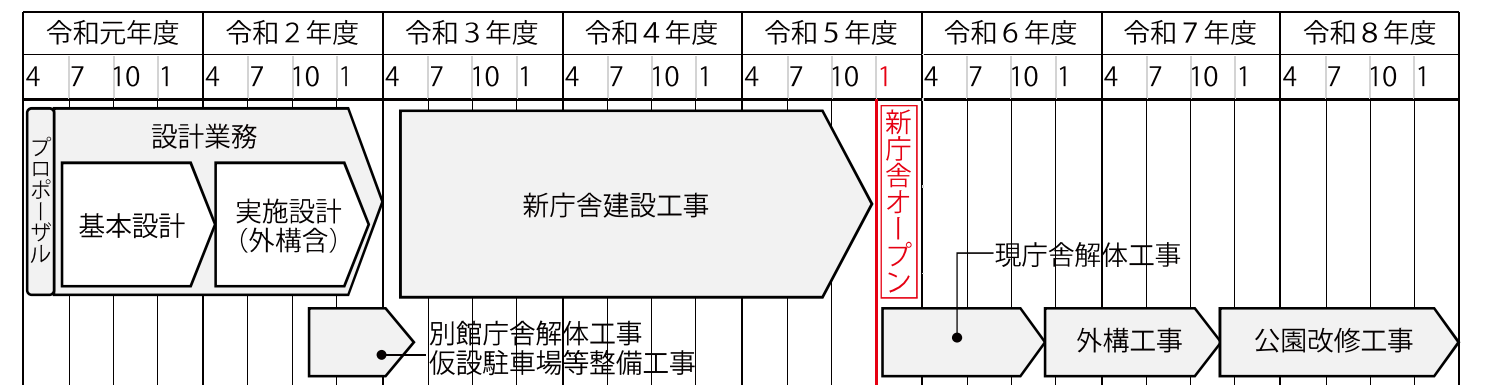 令和元年度 令和２年度 令和３年度 令和４年度 令和５年度 令和６年度 令和７年度 令和８年度
4 7 10 1 4 7 10 1 4 7 10 1 4 7 10 1 4 7 10 1 4 7 10 1 4 7 10 1 4 7 10 1
プロポーザル
設計業務
基本設計
実施設計
（外構含）
新庁舎建設工事
新庁舎オープン
別館庁舎解体工事
仮設駐車場等整備工事
現庁舎解体工事
外構工事
公園改修工事